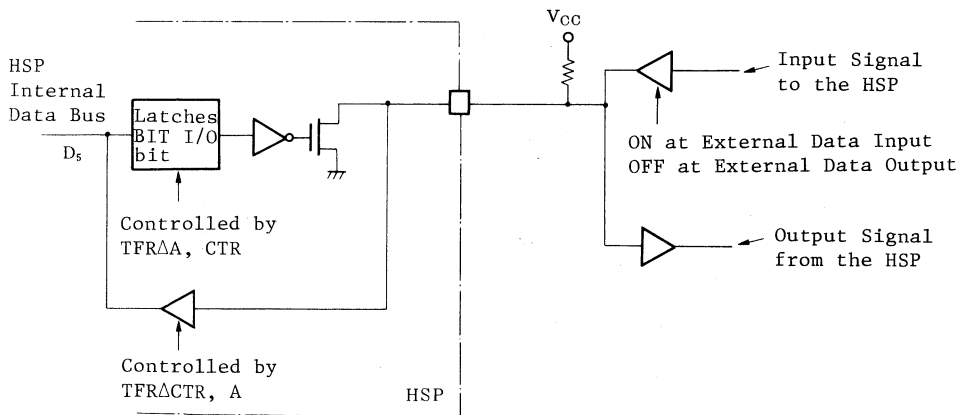 HSP
Internal
Data Bus
D₅
Latches
BIT I/O
bit
Controlled by
TFRΔA, CTR
Controlled by
TFRΔCTR, A
HSP
VCC
Input Signal
to the HSP
ON at External Data Input
OFF at External Data Output
Output Signal
from the HSP